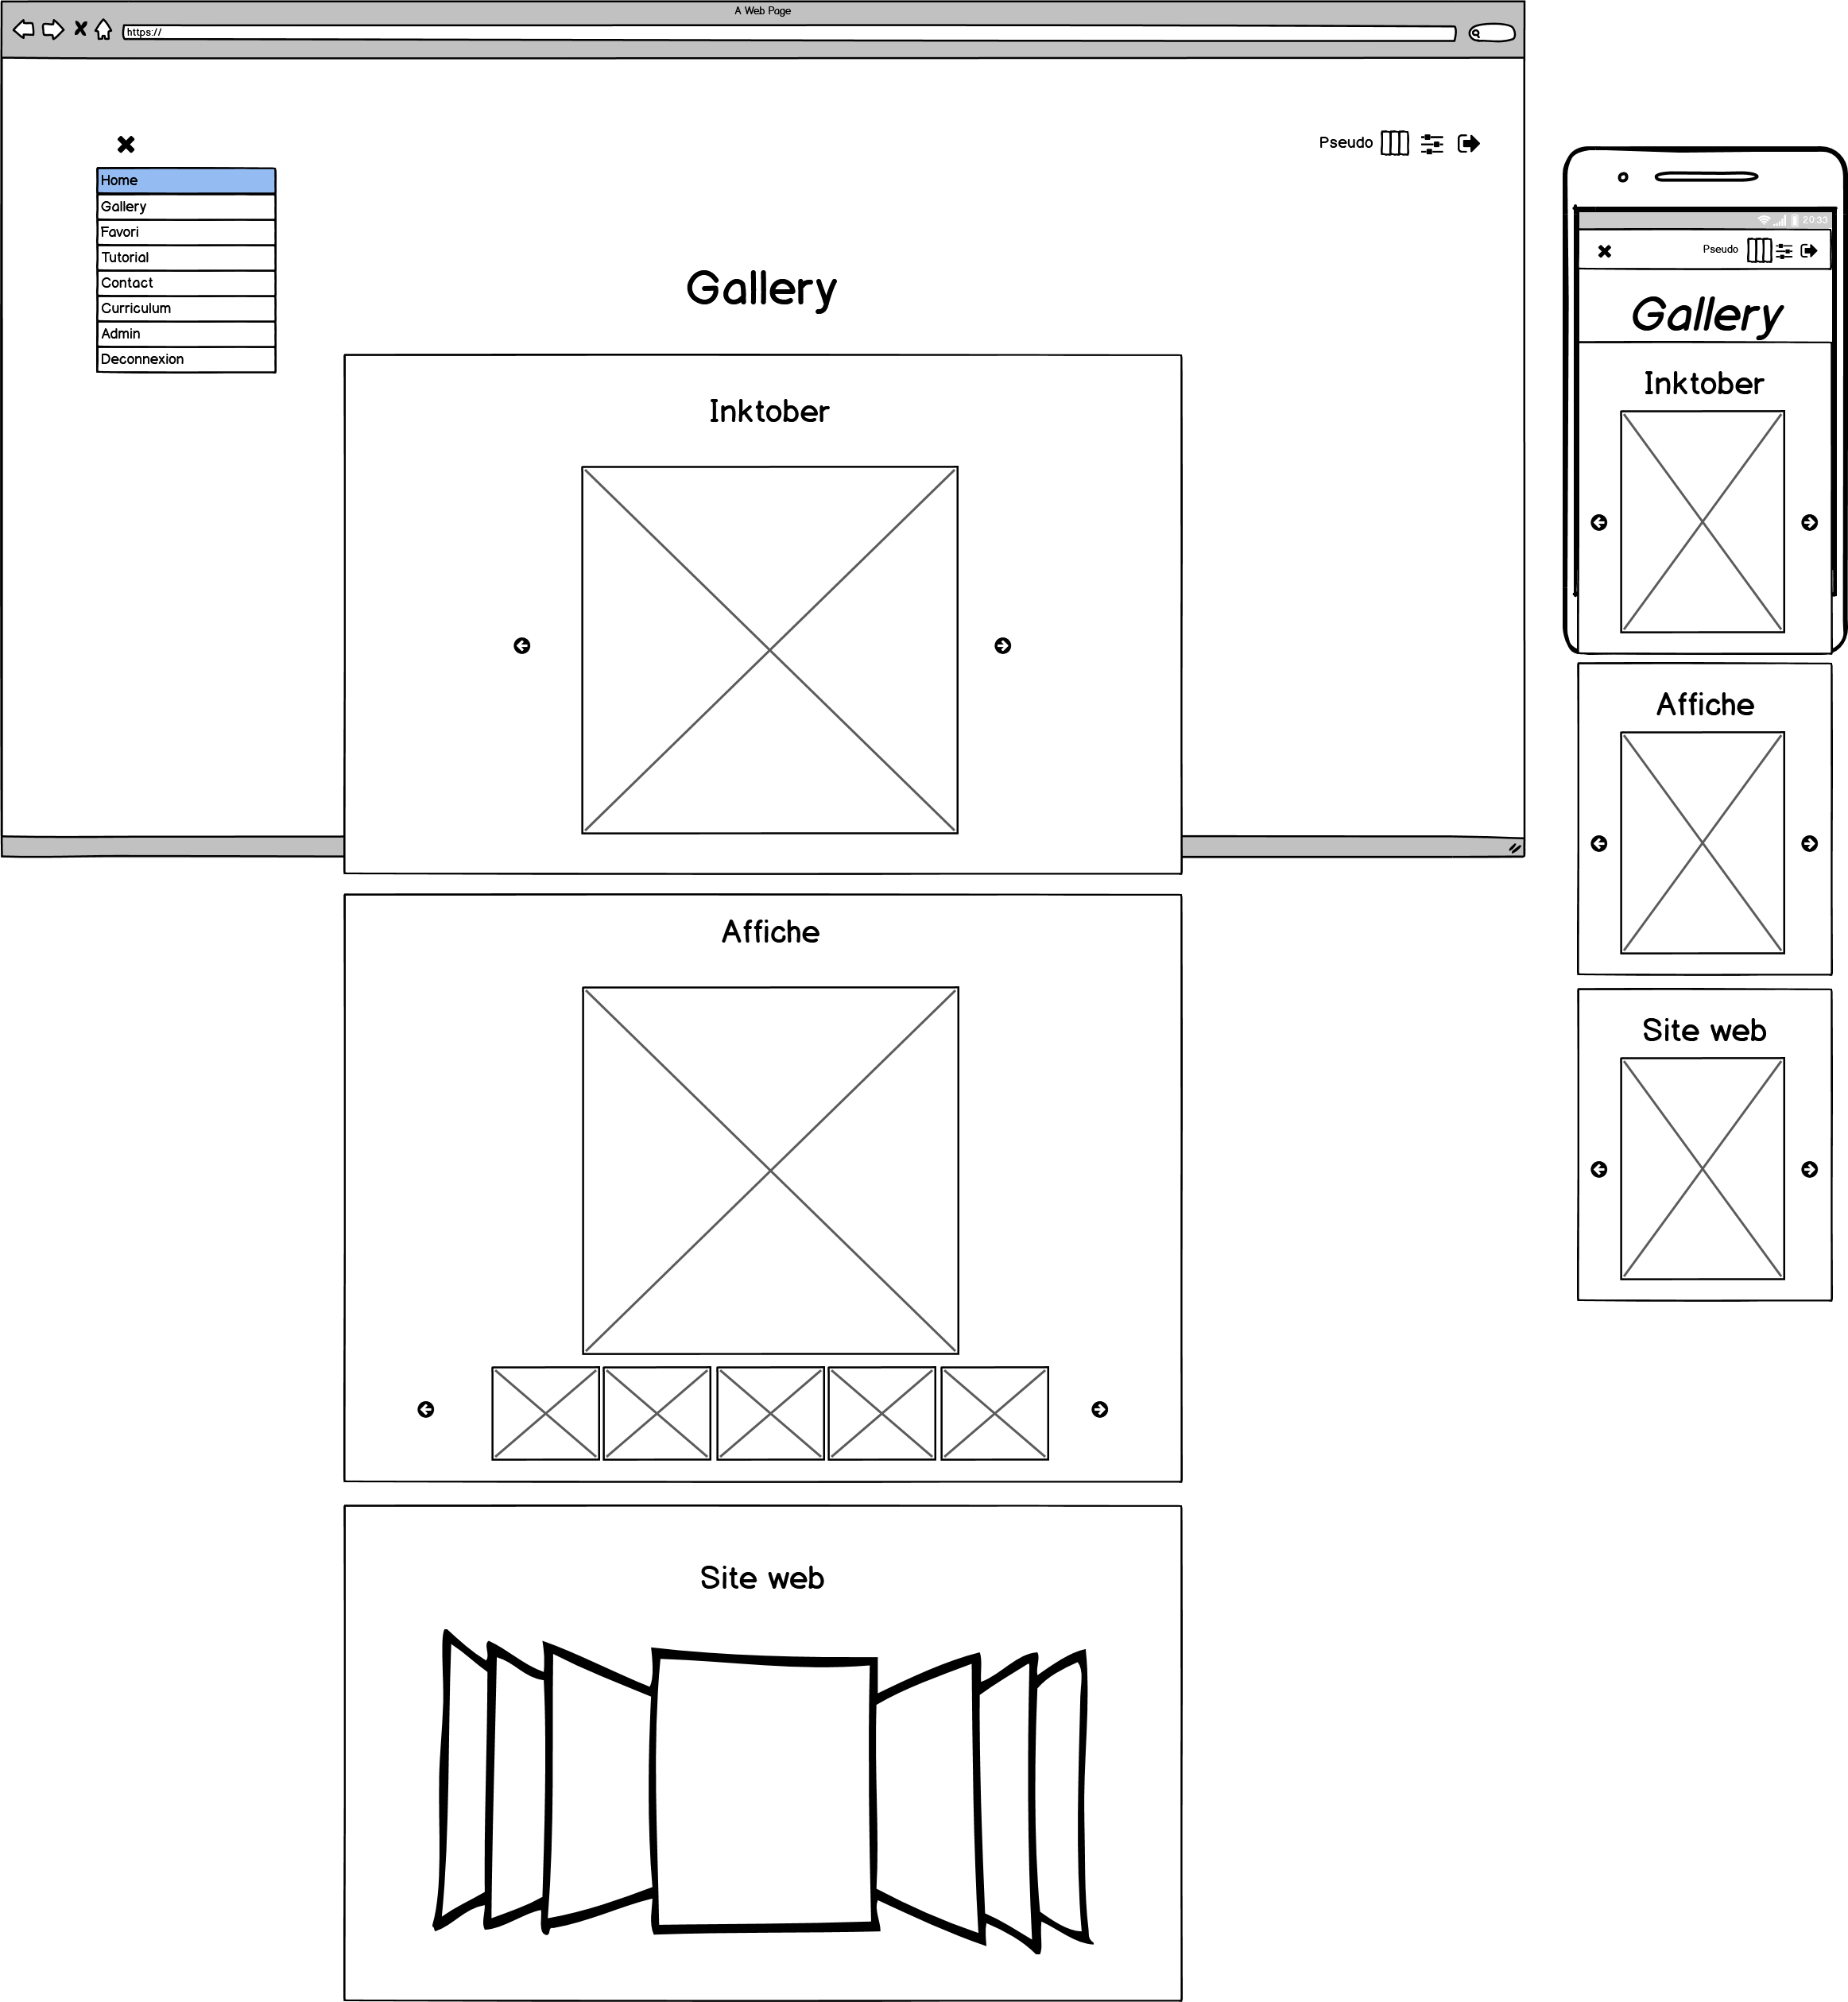 A Web Page
https://
Pseudo
Home
Gallery
Favori
Tutorial
Contact
Curriculum
Admin
Deconnexion
Gallery
Inktober
Affiche
Site web
20:33
Pseudo
Gallery
Inktober
Affiche
Site web